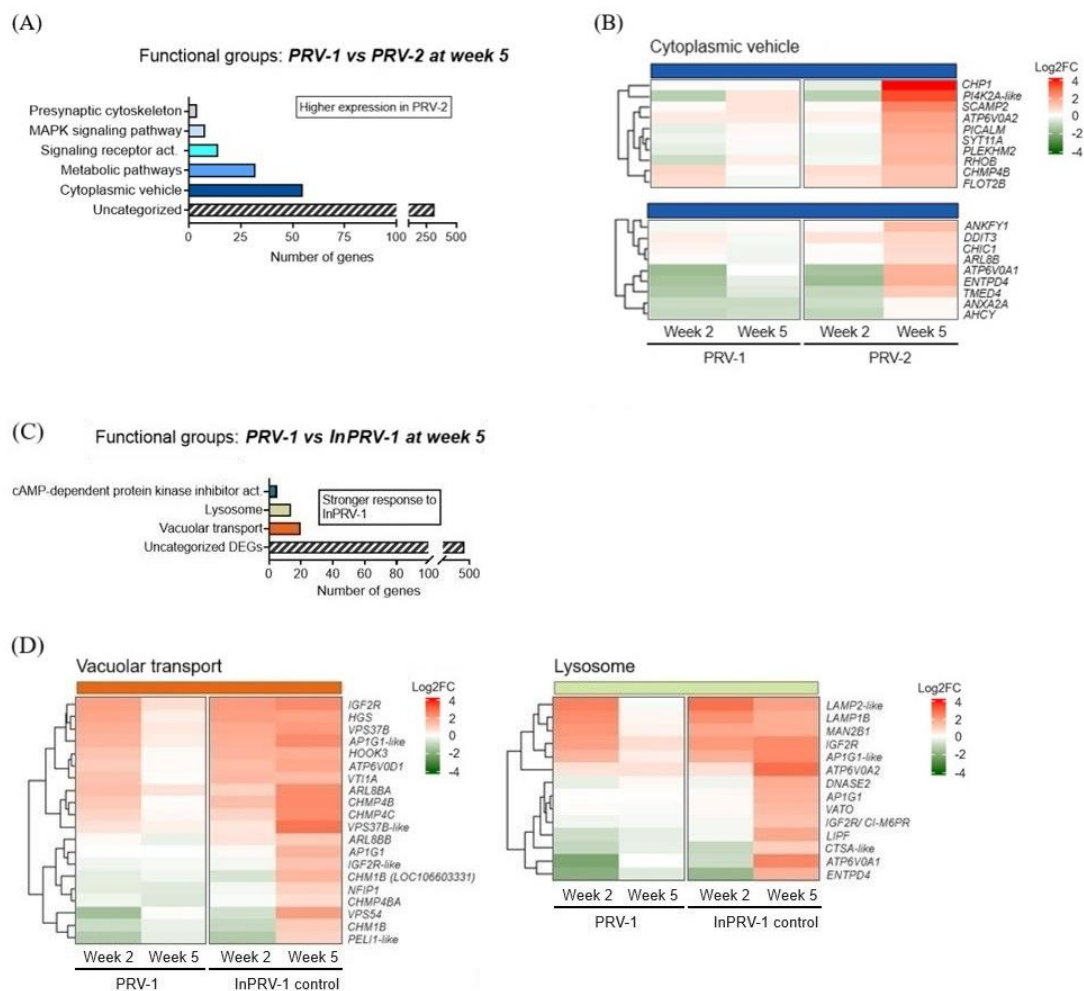 (A)
Functional groups: PRV-1 vs PRV-2 at week 5
Higher expression in PRV-2
Presynaptic cytoskeleton
MAPK signaling pathway
Signaling receptor act.
Metabolic pathways
Cytoplasmic vehicle
Uncategorized
0 25 50 75 100 250 500
Number of genes
(B)
Cytoplasmic vehicle
Log2FC
4
2
0
-2
-4
CHP1
PI4K2A-like
SCAMP2
ATP6V0A2
PICALM
SYT11A
PLEKHM2
RHOB
CHMP4B
FLOT2B
ANKFY1
DDIT3
CHIC1
ARL8B
ATP6V0A1
ENTPD4
TMED4
ANXA2A
AHCY
Week 2 Week 5 Week 2 Week 5
PRV-1 PRV-2
(C)
Functional groups: PRV-1 vs InPRV-1 at week 5
cAMP-dependent protein kinase inhibitor act.
Lysosome
Vacuolar transport
Uncategorized DEGs
Stronger response to
InPRV-1
0 20 40 60 80 100 500
Number of genes
(D)
Vacuolar transport
Log2FC
4
2
0
-2
-4
IGF2R
HGS
VPS37B
AP1G1-like
HOOK3
ATP6V0D1
VTI1A
ARL8BA
CHMP4B
CHMP4C
VPS37B-like
ARL8BB
AP1G1
IGF2R-like
CHM1B (LOC106603331)
NFIP1
CHMP4BA
VPS54
CHM1B
PELI1-like
Week 2 Week 5 Week 2 Week 5
PRV-1 InPRV-1 control
Lysosome
Log2FC
4
2
0
-2
-4
LAMP2-like
LAMP1B
MAN2B1
IGF2R
AP1G1-like
ATP6V0A2
DNASE2
AP1G1
VATO
IGF2R/ CI-M6PR
LIPF
CTSA-like
ATP6V0A1
ENTPD4
Week 2 Week 5 Week 2 Week 5
PRV-1 InPRV-1 control